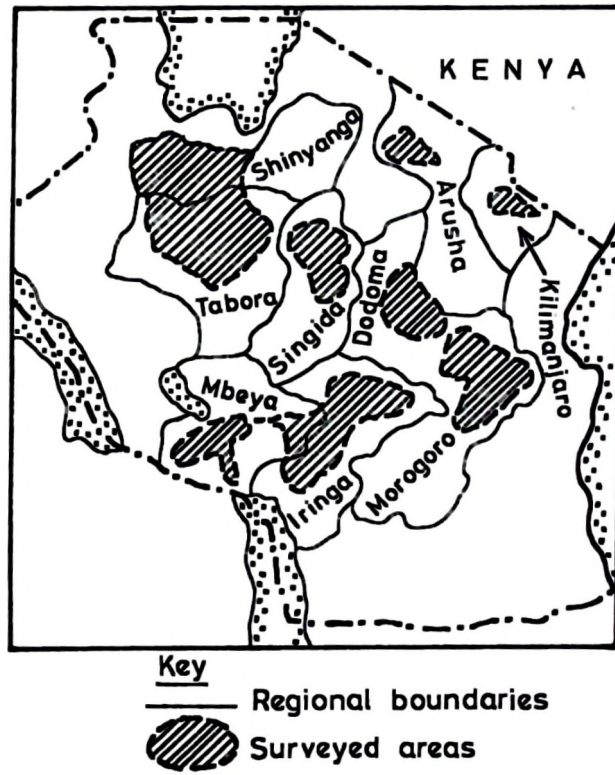 KENYA
Shinyanga
Arusha
Tabora
Singida
Dodoma
Kilimanjaro
Mbeya
Iringa
Morogoro
Key
Regional boundaries
Surveyed areas